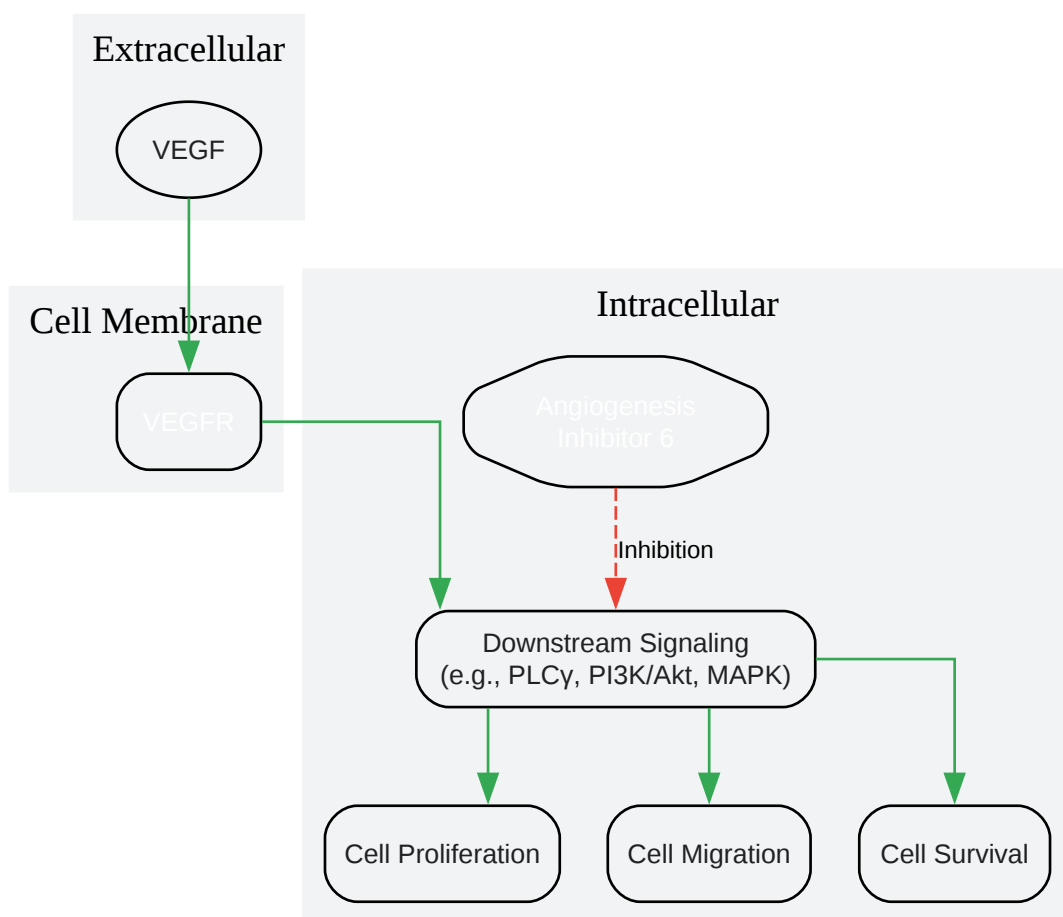 Extracellular
VEGF
Cell Membrane
VEGFR
Intracellular
Angiogenesis
Inhibitor 6
Inhibition
Downstream Signaling
(e.g., PLCγ, PI3K/Akt, MAPK)
Cell Proliferation
Cell Migration
Cell Survival